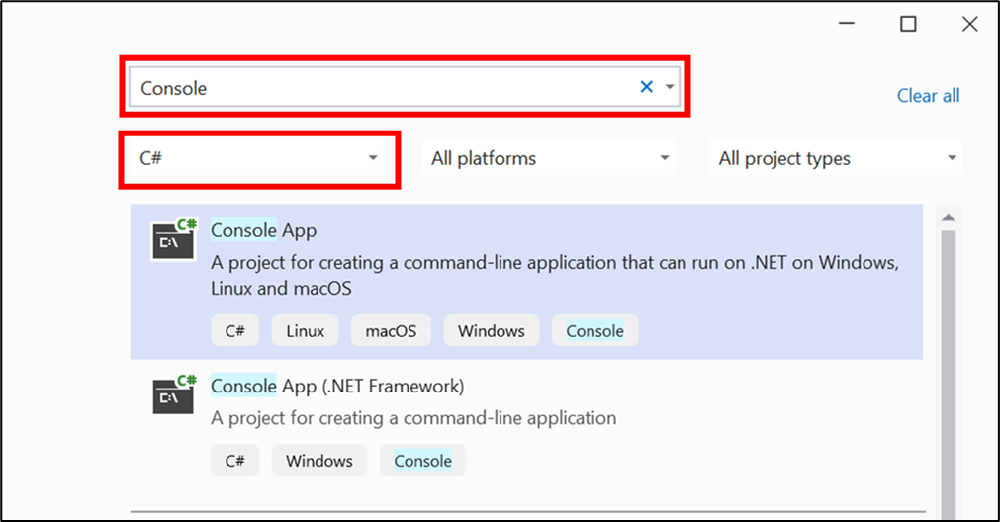 Console
Clear all
C# All platforms All project types
C#
C:\
Console App
A project for creating a command-line application that can run on .NET on Windows,
Linux and macOS
C# Linux macOS Windows Console
C#
C:\
Console App (.NET Framework)
A project for creating a command-line application
C# Windows Console